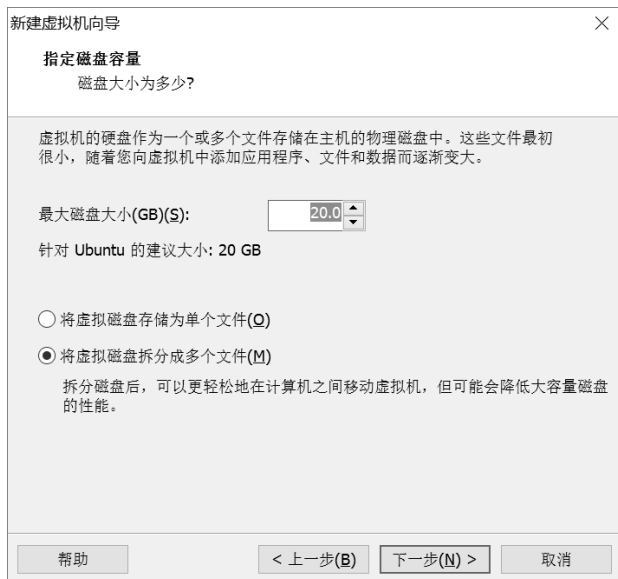 新建虚拟机向导
指定磁盘容量
磁盘大小为多少?
虚拟机的硬盘作为一个或多个文件存储在主机的物理磁盘中。这些文件最初
很小，随着您向虚拟机中添加应用程序、文件和数据而逐渐变大。
最大磁盘大小(GB)(S): 20.0
针对 Ubuntu 的建议大小: 20 GB
将虚拟磁盘存储为单个文件(O)
将虚拟磁盘拆分成多个文件(M)
拆分磁盘后，可以更轻松地在计算机之间移动虚拟机，但可能会降低大容量磁盘
的性能。
帮助 < 上一步(B) 下一步(N) > 取消